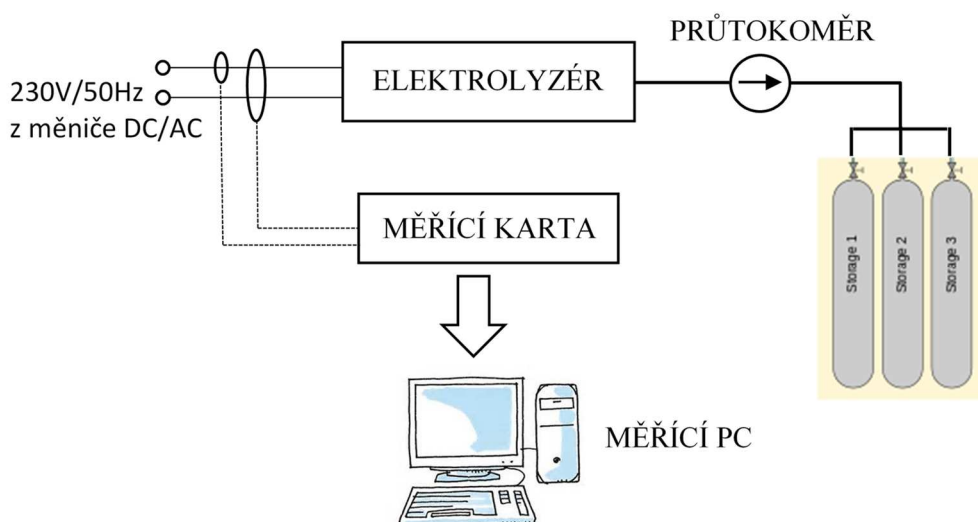 PRŮTOKOMĚR
230V/50Hz
z měniče DC/AC
ELEKTROLYZÉR
MĚŘÍCÍ KARTA
Storage 1
Storage 2
Storage 3
MĚŘÍCÍ PC